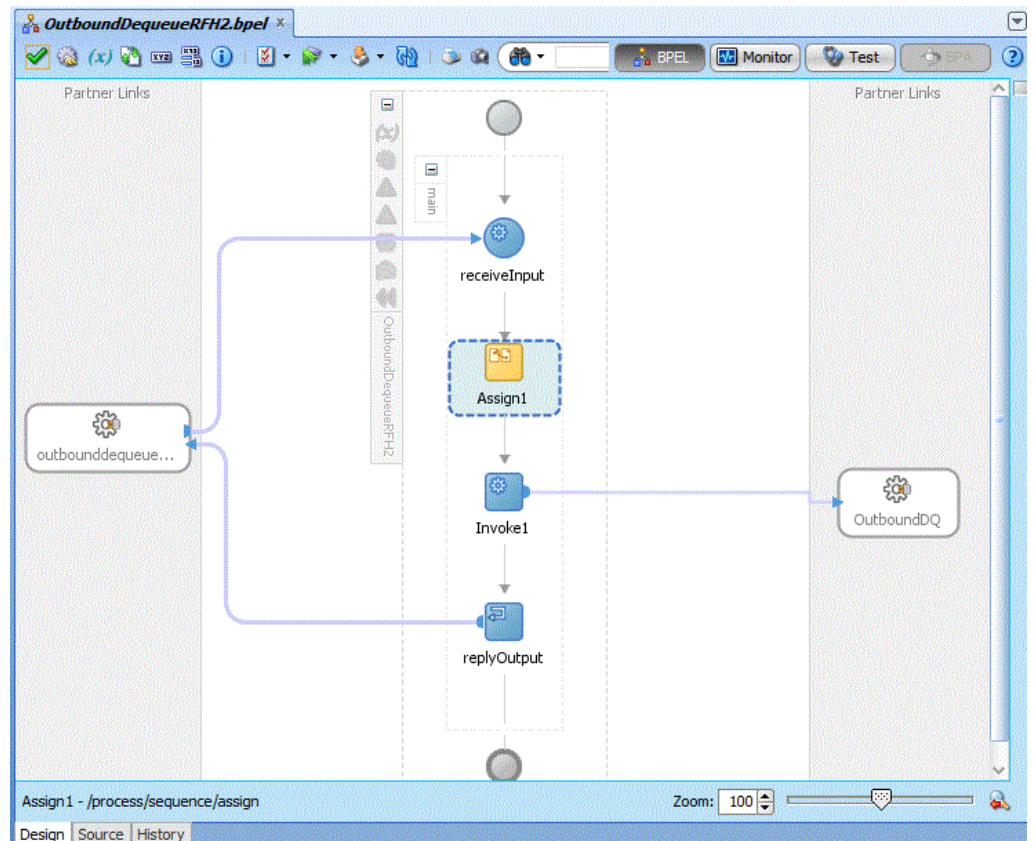 OutboundDequeueRFH2.bpel
(x)
XYZ
BPEL
Monitor
Test
BPA
Partner Links
Partner Links
main
receiveInput
OutboundDequeueRFH2
Assign1
outbounddequeue...
Invoke1
OutboundDQ
replyOutput
Assign1 - /process/sequence/assign
Zoom: 100
Design Source History